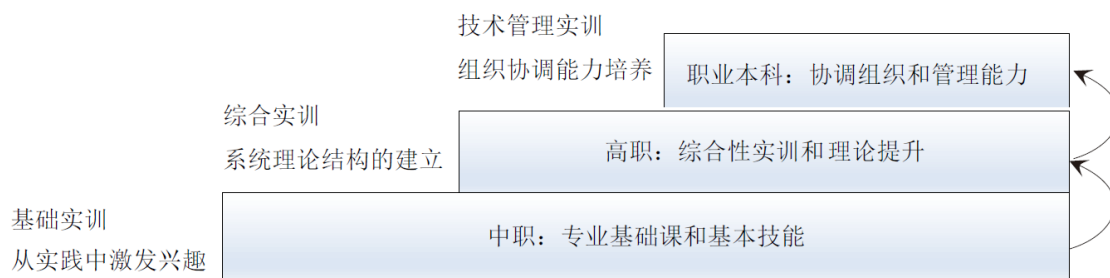 技术管理实训
组织协调能力培养
职业本科：协调组织和管理能力
综合实训
系统理论结构的建立
高职：综合性实训和理论提升
基础实训
从实践中激发兴趣
中职：专业基础课和基本技能